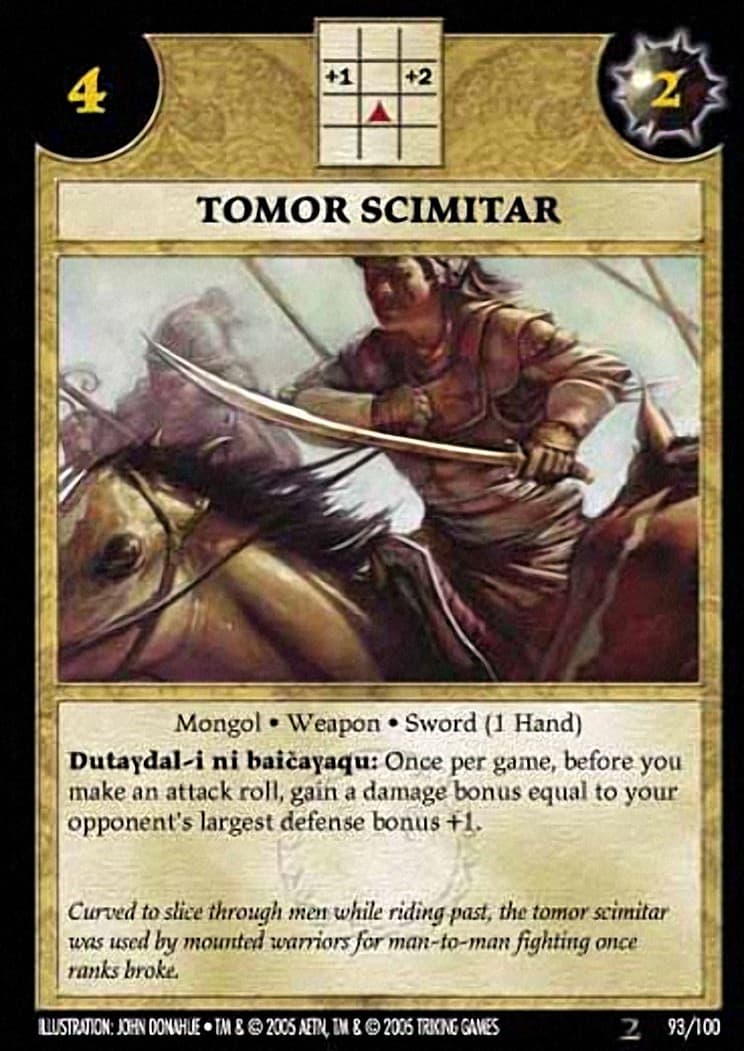 4
+1 +2
2
TOMOR SCIMITAR
Mongol • Weapon • Sword (1 Hand)
Dutaγdal-i ni baičaγaqu: Once per game, before you
make an attack roll, gain a damage bonus equal to your
opponent's largest defense bonus +1.
Curved to slice through men while riding past, the tomor scimitar
was used by mounted warriors for man-to-man fighting once
ranks broke.
ILLUSTRATION: JOHN DONAHUE • TM & © 2005 AETN, TM & © 2005 TRIKING GAMES 2 93/100